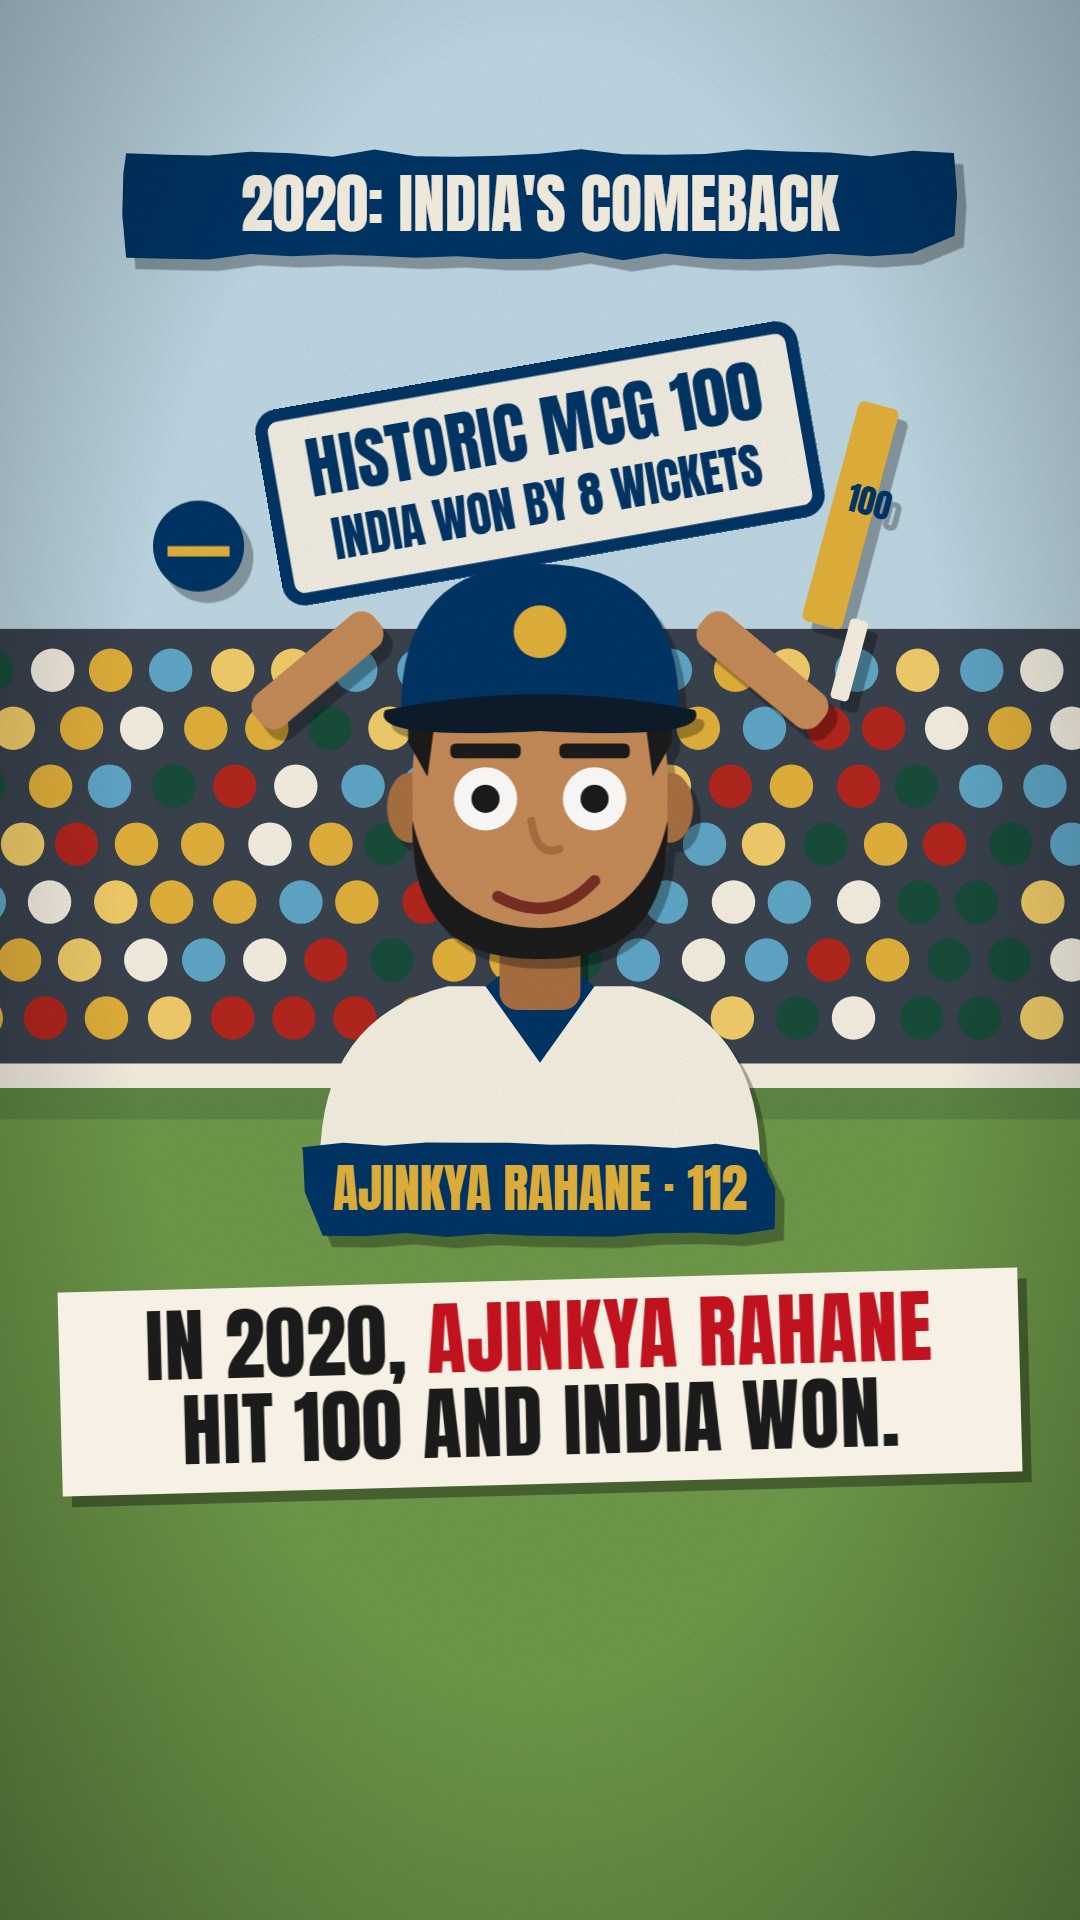 2020: INDIA'S COMEBACK
HISTORIC MCG 100
INDIA WON BY 8 WICKETS
100
AJINKYA RAHANE · 112
IN 2020, AJINKYA RAHANE
HIT 100 AND INDIA WON.